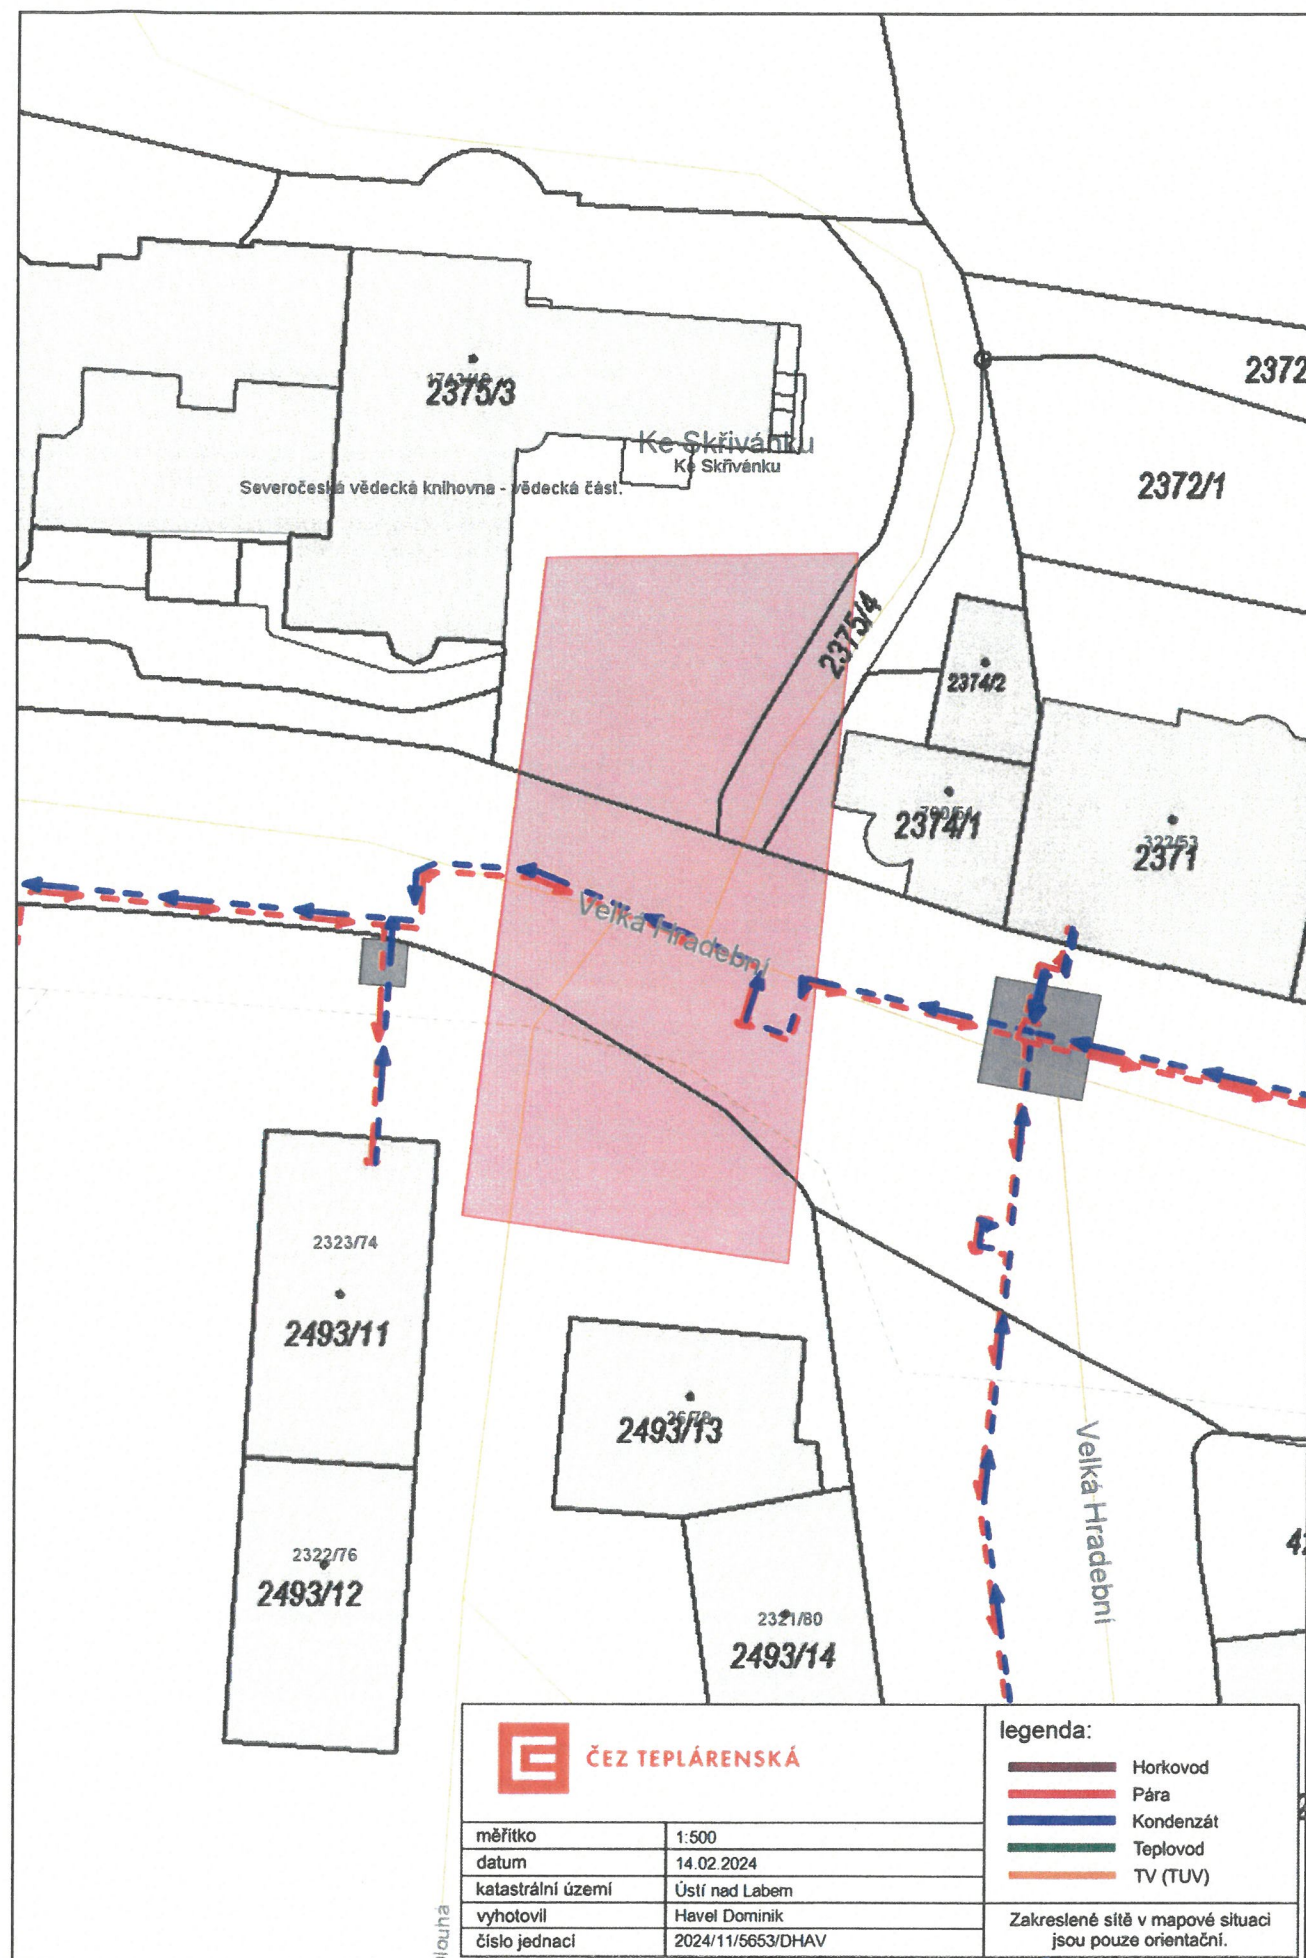 2375/3
2372
Ke Skřivánku
Ke Skřivánku
2372/1
Severočeská vědecká knihovna - vědecká část.
2375/4
2374/2
2374/1
322/53
2371
Velká Hradební
2323/74
2493/11
2493/13
Velká Hradební
2322/76
2493/12
2321/80
2493/14
ČEZ TEPLÁRENSKÁ
měřítko 1:500
datum 14.02.2024
katastrální území Ústí nad Labem
vyhotovil Havel Dominik
číslo jednací 2024/11/5653/DHAV
legenda:
Horkovod
Pára
Kondenzát
Teplovod
TV (TUV)
Zakreslené sítě v mapové situaci
jsou pouze orientační.